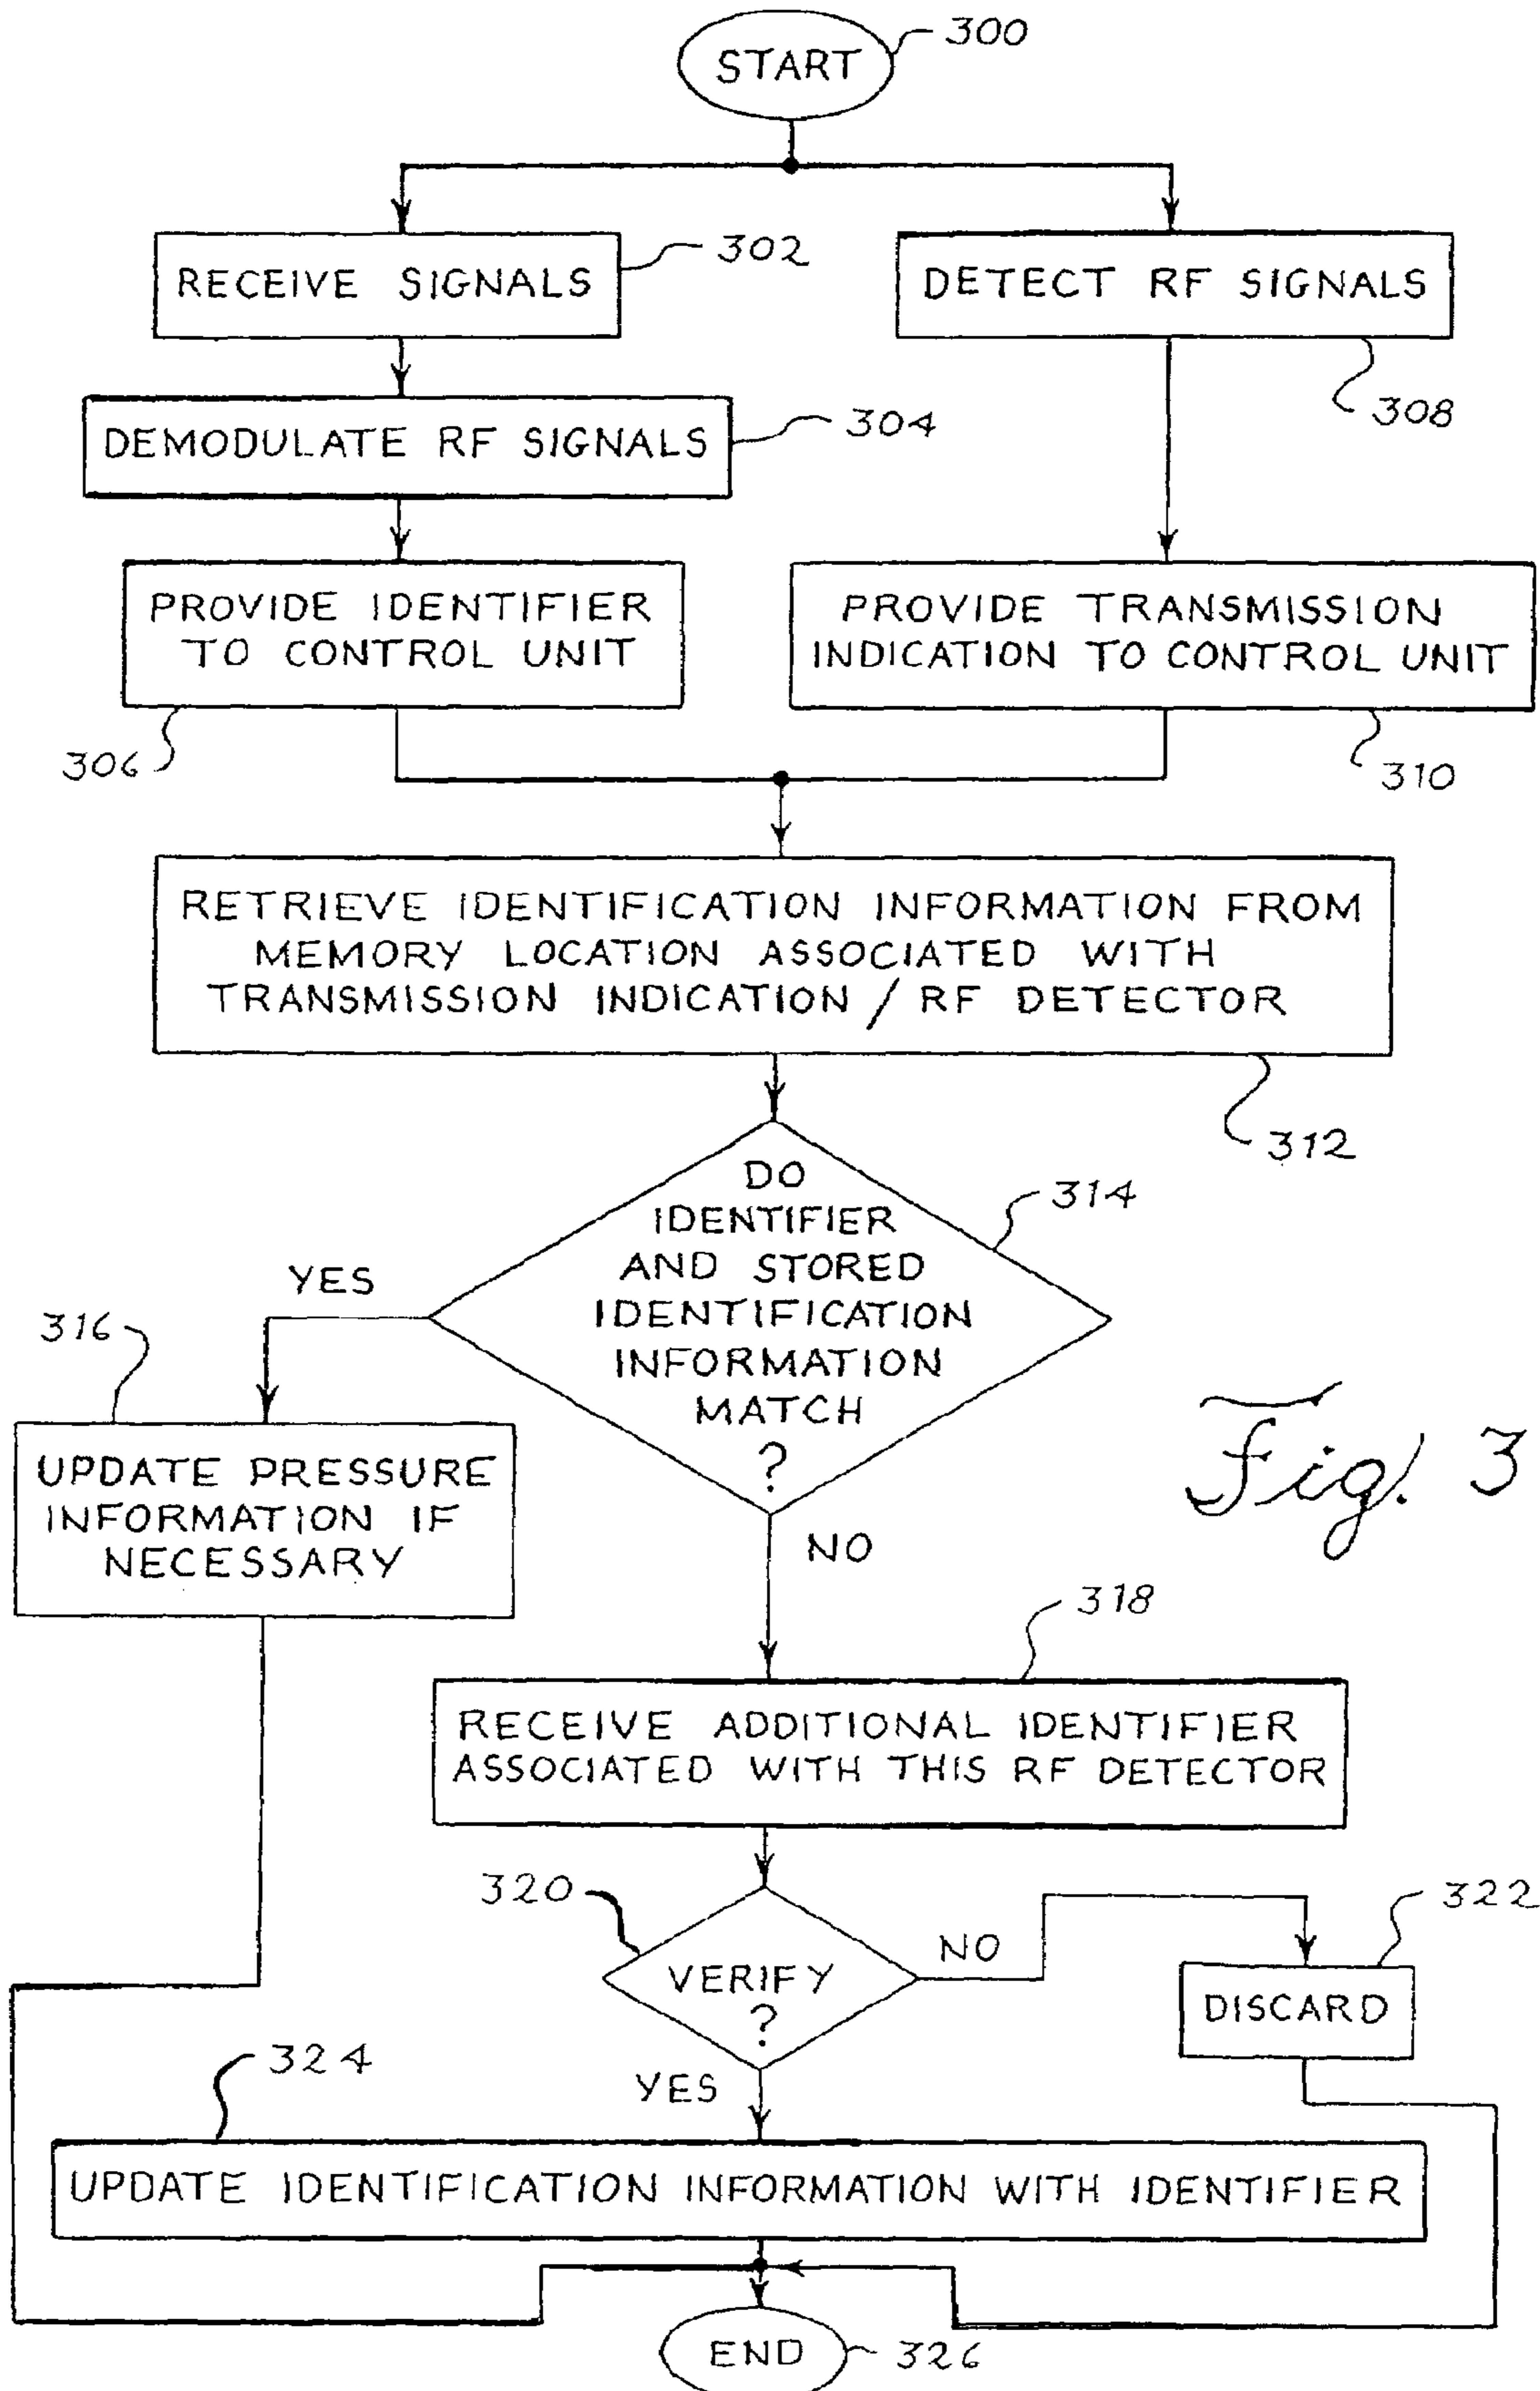 START
300
RECEIVE SIGNALS
302
DETECT RF SIGNALS
308
DEMODULATE RF SIGNALS
304
PROVIDE IDENTIFIER
TO CONTROL UNIT
306
PROVIDE TRANSMISSION
INDICATION TO CONTROL UNIT
310
RETRIEVE IDENTIFICATION INFORMATION FROM
MEMORY LOCATION ASSOCIATED WITH
TRANSMISSION INDICATION / RF DETECTOR
312
DO
IDENTIFIER
AND STORED
IDENTIFICATION
INFORMATION
MATCH
?
314
YES
316
UPDATE PRESSURE
INFORMATION IF
NECESSARY
NO
Fig. 3
318
RECEIVE ADDITIONAL IDENTIFIER
ASSOCIATED WITH THIS RF DETECTOR
320
VERIFY
?
NO
322
DISCARD
YES
324
UPDATE IDENTIFICATION INFORMATION WITH IDENTIFIER
END
326